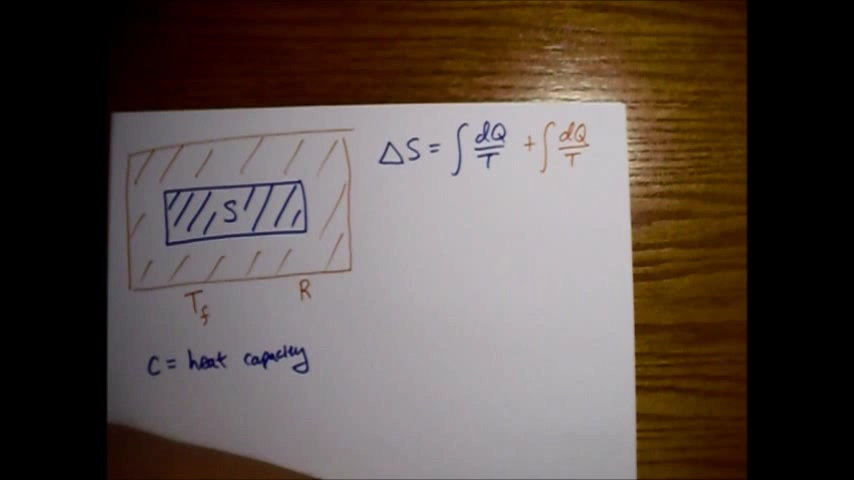 ΔS = ∫ dQ/T + ∫ dQ/T
S
T_f R
C = heat capacity